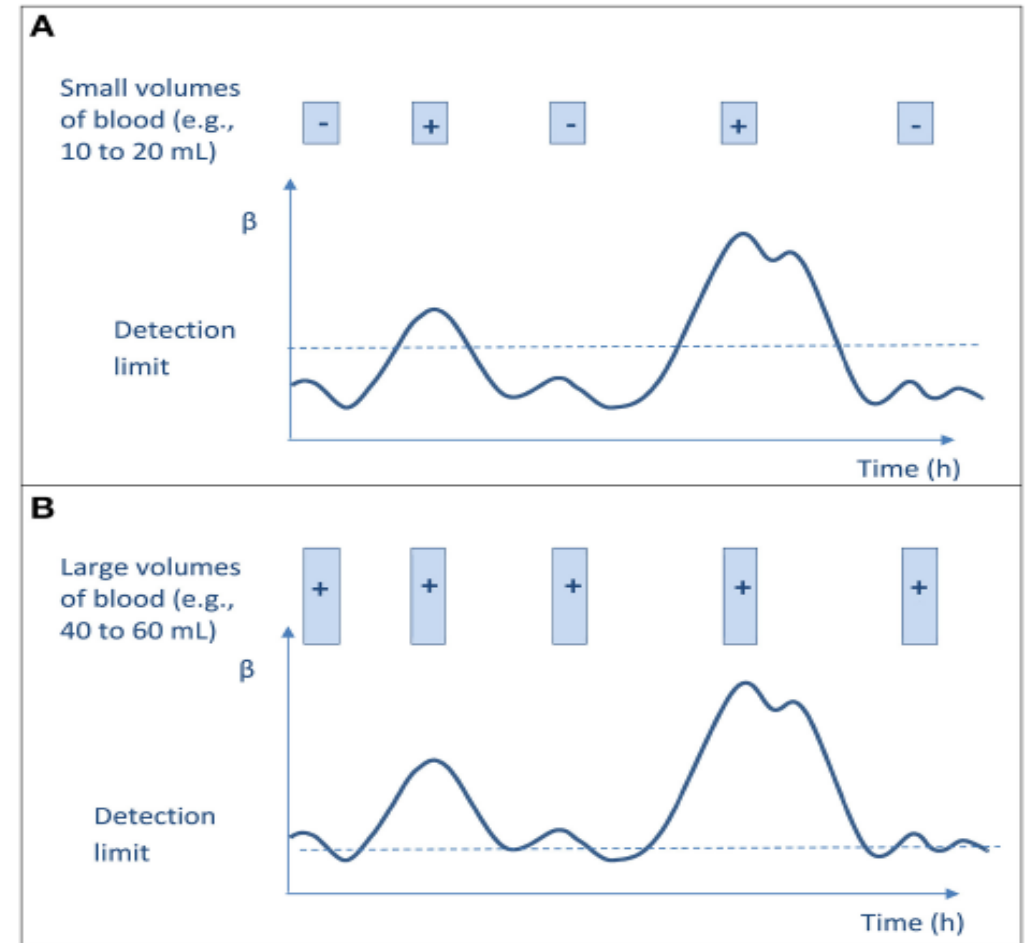 A
Small volumes
of blood (e.g.,
10 to 20 mL)
- + - + -
β
Detection
limit
Time (h)
B
Large volumes
of blood (e.g.,
40 to 60 mL)
+ + + + +
β
Detection
limit
Time (h)